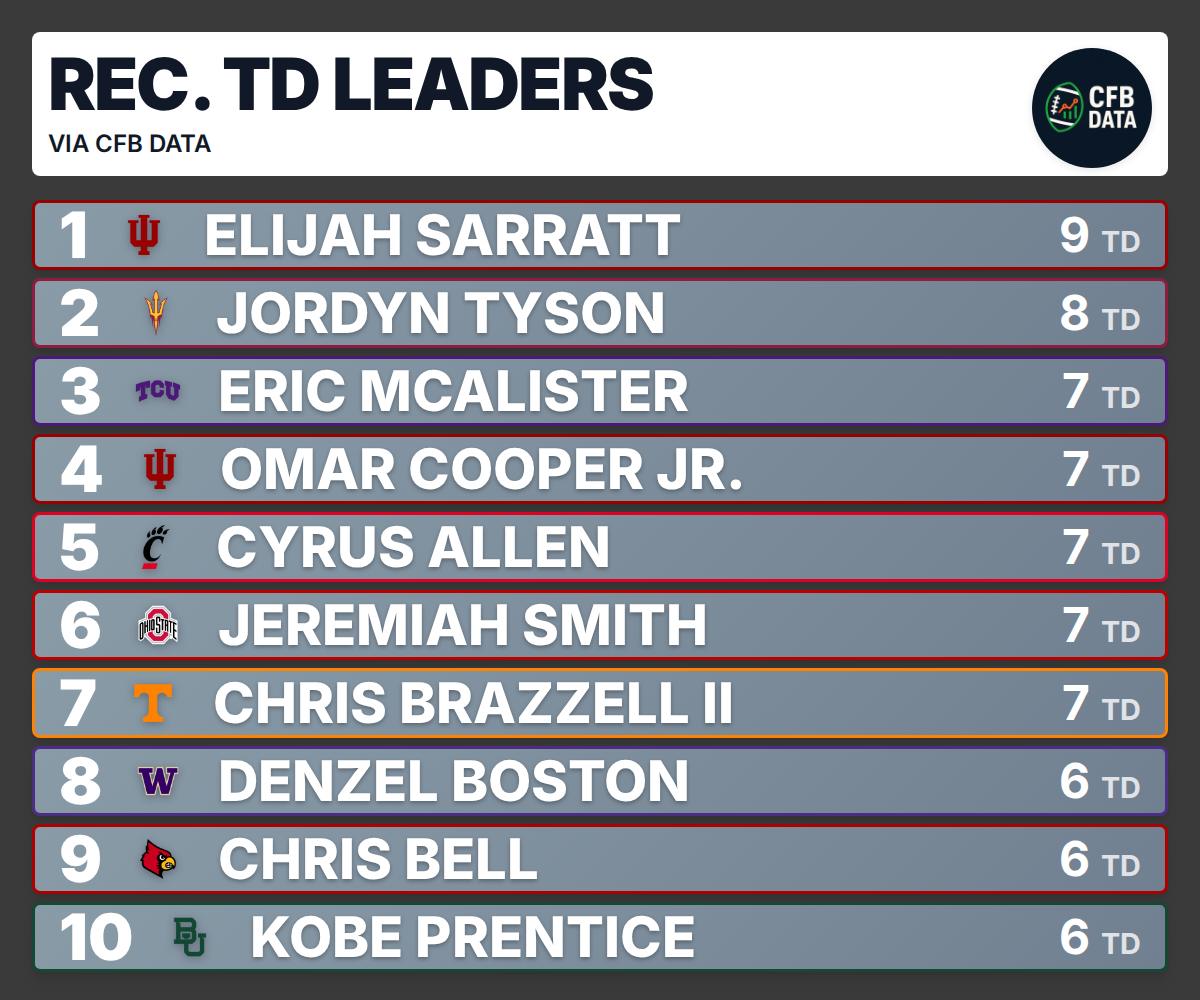 REC. TD LEADERS
VIA CFB DATA
CFB
DATA
1 ELIJAH SARRATT 9 TD
2 JORDYN TYSON 8 TD
3 TCU ERIC MCALISTER 7 TD
4 OMAR COOPER JR. 7 TD
5 C CYRUS ALLEN 7 TD
6 OHIO STATE JEREMIAH SMITH 7 TD
7 T CHRIS BRAZZELL II 7 TD
8 W DENZEL BOSTON 6 TD
9 CHRIS BELL 6 TD
10 BU KOBE PRENTICE 6 TD